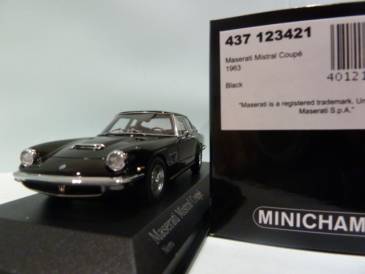 437 123421
Maserati Mistral Coupé
1963
40121
Black
"Maserati is a registered trademark. Un
Maserati S.p.A."
MINICHAM
Maserati Mistral Coupé